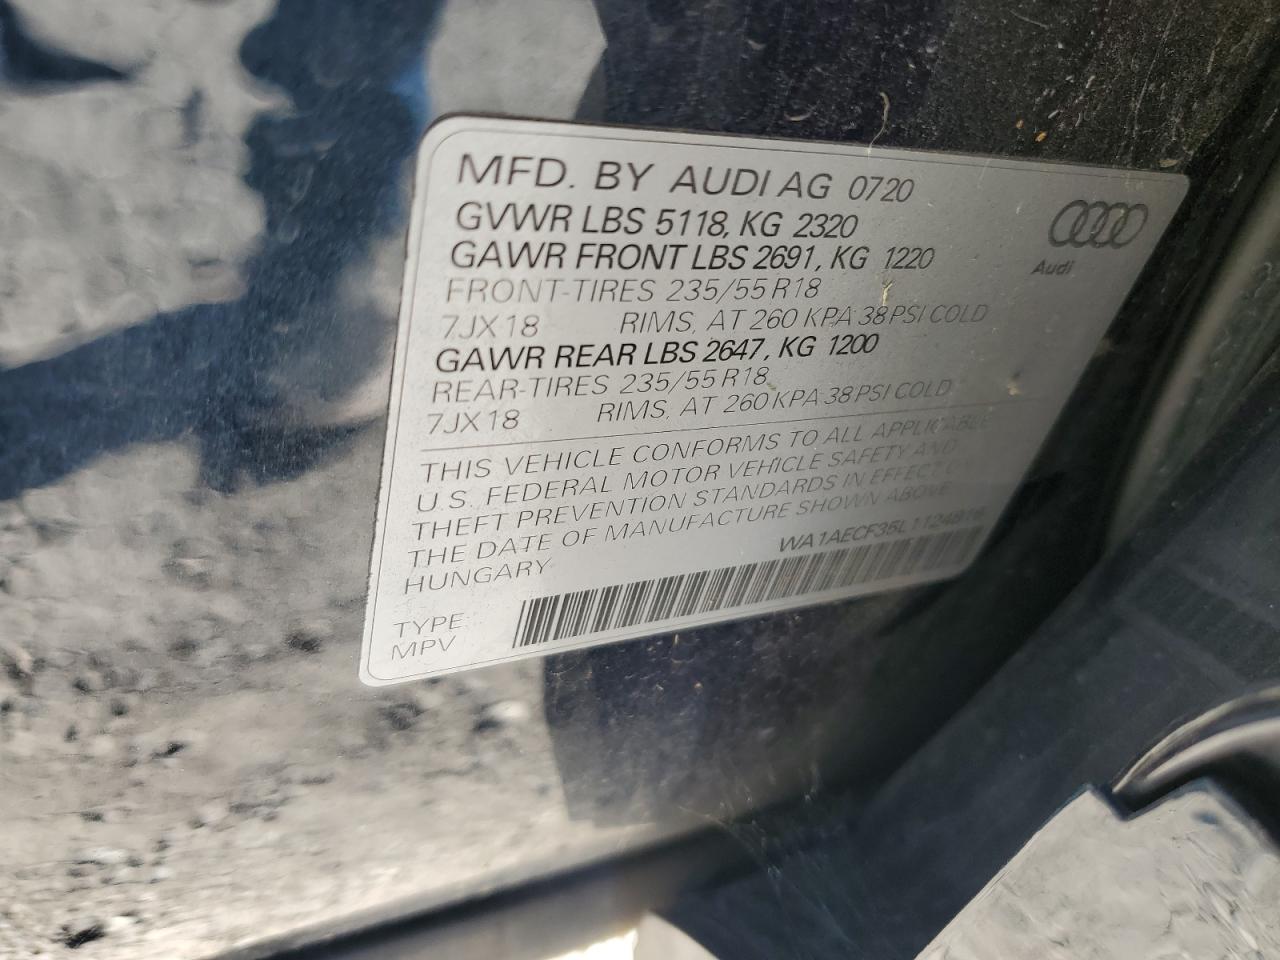 MFD. BY AUDI AG 0720
GVWR LBS 5118, KG 2320
GAWR FRONT LBS 2691, KG 1220
FRONT-TIRES 235/55 R18
7JX18 RIMS, AT 260 KPA 38 PSI COLD
GAWR REAR LBS 2647, KG 1200
REAR-TIRES 235/55 R18
7JX18 RIMS, AT 260 KPA 38 PSI COLD
Audi
THIS VEHICLE CONFORMS TO ALL APPLICABLE
U.S. FEDERAL MOTOR VEHICLE SAFETY AND
THEFT PREVENTION STANDARDS IN EFFECT
THE DATE OF MANUFACTURE SHOWN ABOVE
HUNGARY
TYPE:
MPV